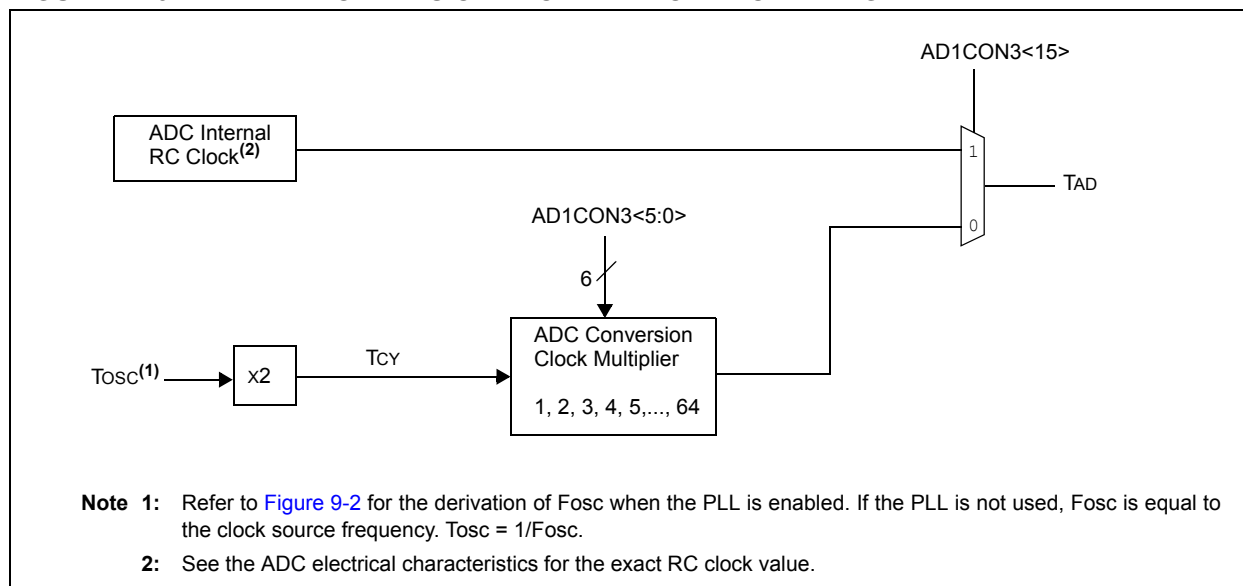 AD1CON3<15>
ADC Internal
RC Clock(2)
1
TAD
AD1CON3<5:0>
0
6
ADC Conversion
Clock Multiplier
TOSC(1)
X2
TCY
1, 2, 3, 4, 5,..., 64
Note 1: Refer to Figure 9-2 for the derivation of Fosc when the PLL is enabled. If the PLL is not used, Fosc is equal to
the clock source frequency. Tosc = 1/Fosc.
2: See the ADC electrical characteristics for the exact RC clock value.